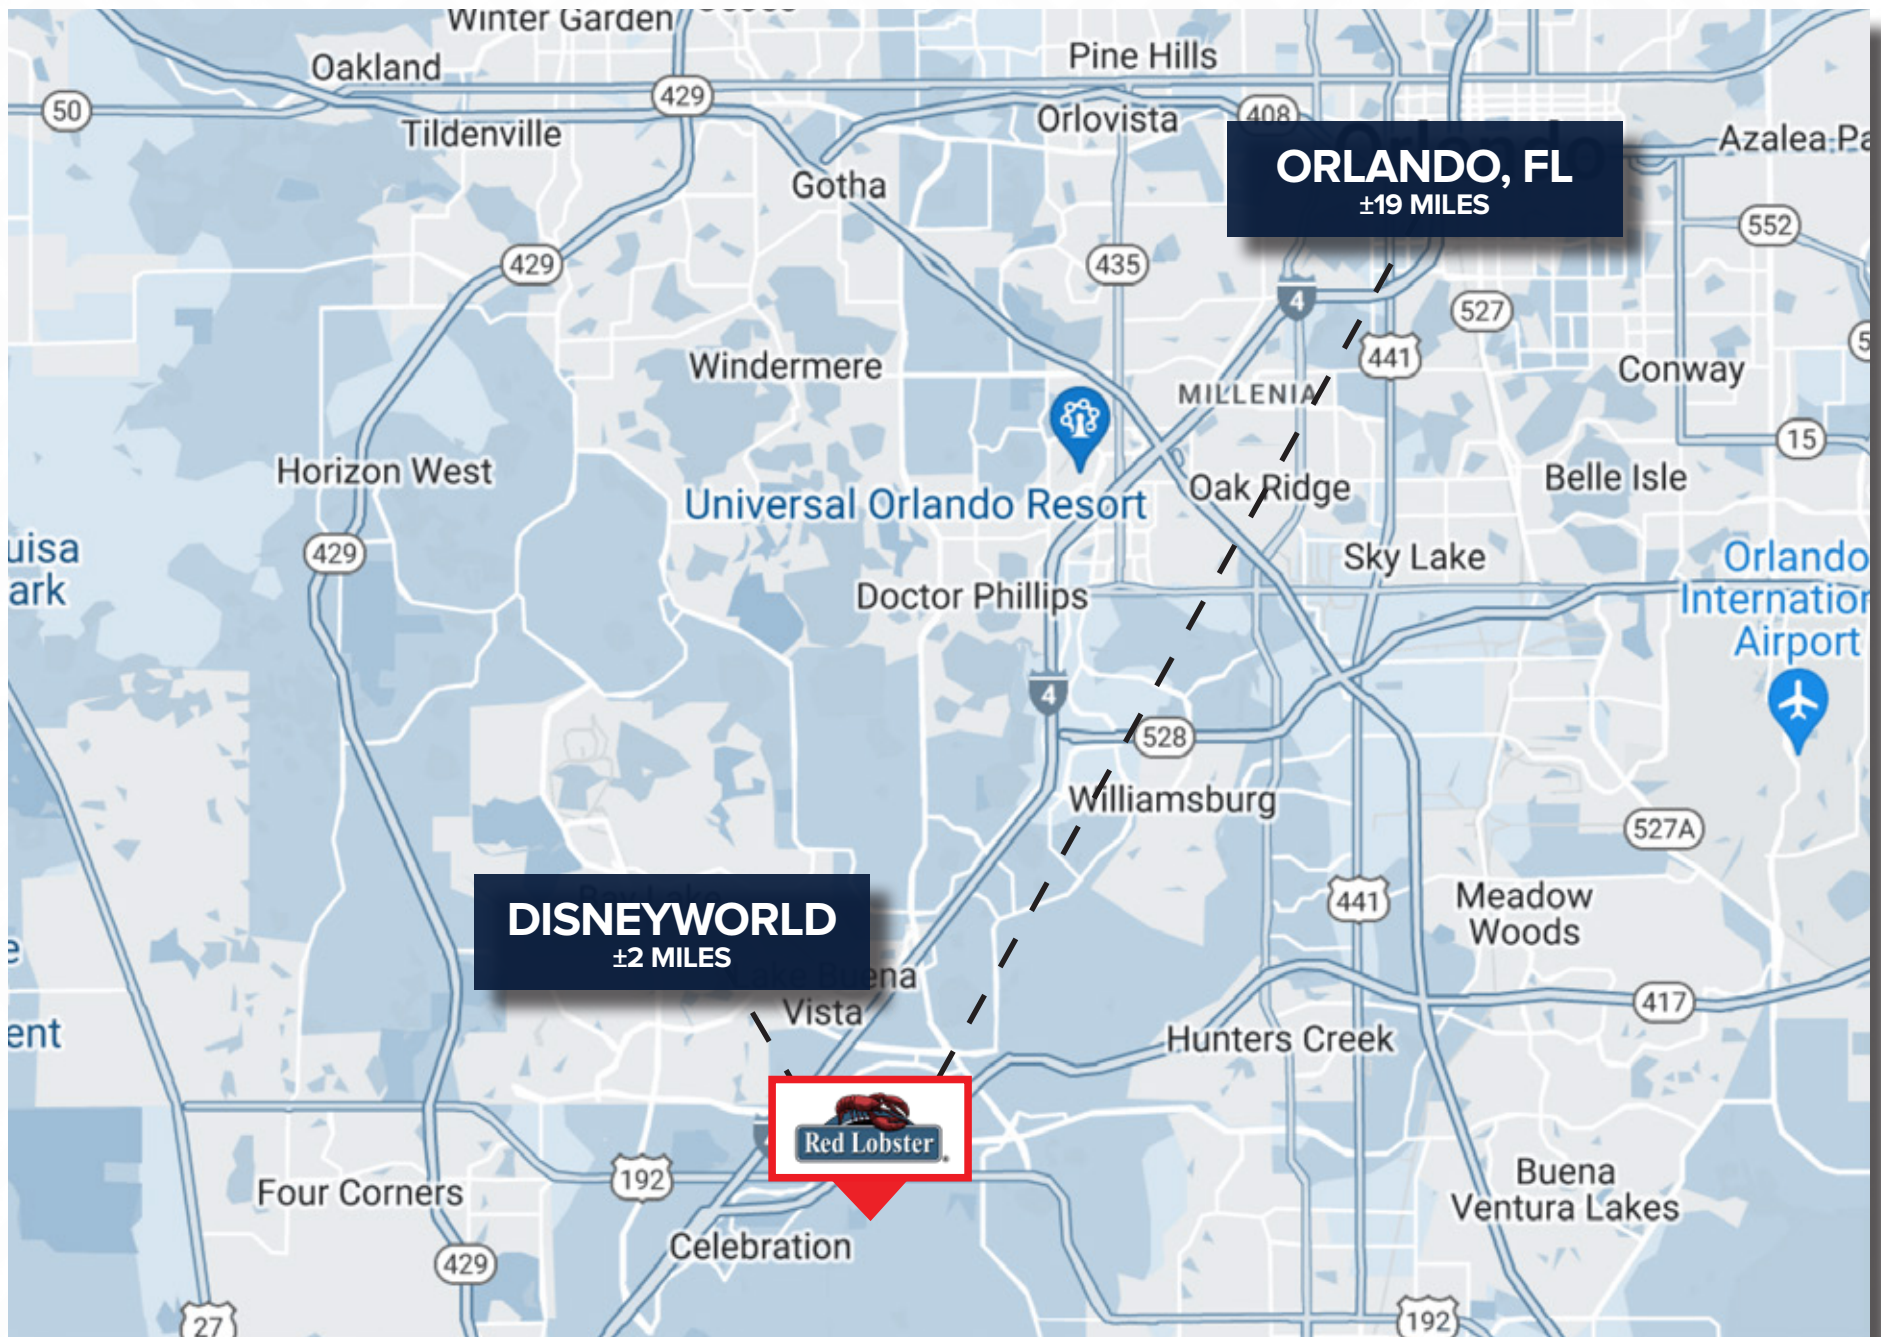 Winter Garden
Oakland
Pine Hills
50
429
Tildenville
Orlovista
408
Azalea Pa
ORLANDO, FL
±19 MILES
Gotha
552
429
435
4
527
441
5
Windermere
Conway
MILLENIA
15
Horizon West
Universal Orlando Resort
Oak Ridge
Belle Isle
429
uisa
ark
Sky Lake
Orlando
Internation
Airport
Doctor Phillips
4
528
Williamsburg
527A
DISNEYWORLD
±2 MILES
441
Meadow
Woods
e
Lake Buena
Vista
417
ent
Hunters Creek
Red Lobster
192
Four Corners
Buena
Ventura Lakes
Celebration
429
27
192